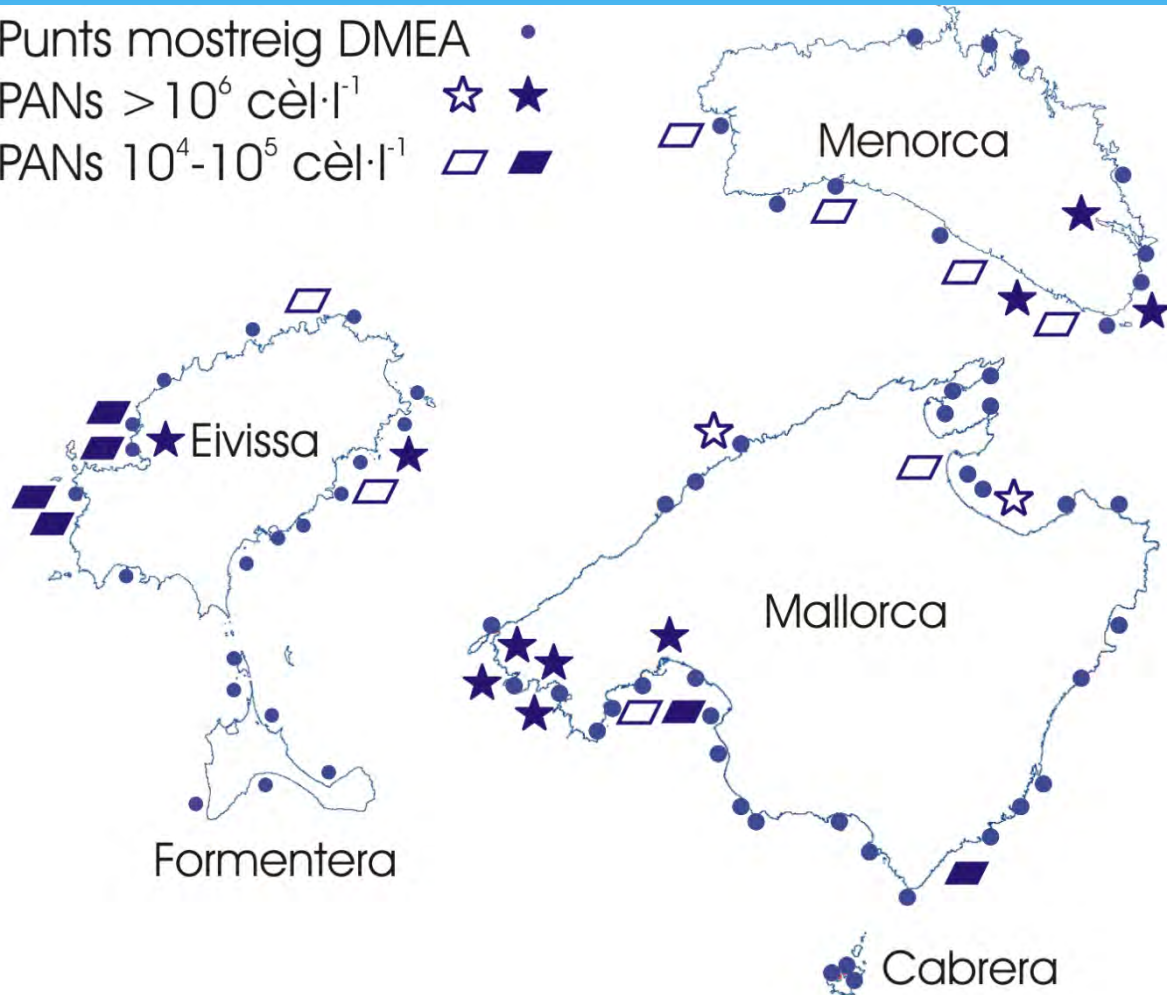 Punts mostreig DMEA
PANs >10⁶ cèl·l⁻¹
PANs 10⁴-10⁵ cèl·l⁻¹
Menorca
Eivissa
Mallorca
Formentera
Cabrera